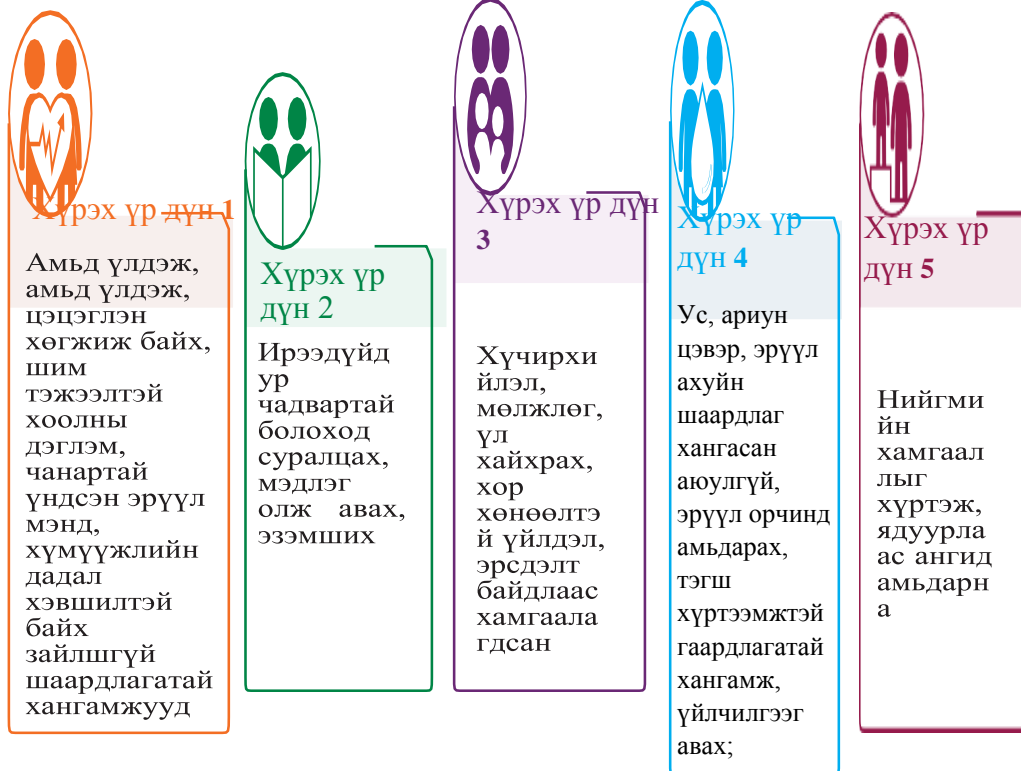 Хүрэх үр дүн 1
Амьд үлдэж,
амьд үлдэж,
цэцэглэн
хөгжиж байх,
шим
тэжээлтэй
хоолны
дэглэм,
чанартай
үндсэн эрүүл
мэнд,
хүмүүжлийн
дадал
хэвшилтэй
байх
зайлшгүй
шаардлагатай
хангамжууд
Хүрэх үр
дүн 2
Ирээдүйд
ур
чадвартай
болоход
суралцах,
мэдлэг
олж авах,
эзэмших
Хүрэх үр дүн
3
Хүчирхи
йлэл,
мөлжлөг,
үл
хайхрах,
хор
хөнөөлтэ
й үйлдэл,
эрсдэлт
байдлаас
хамгаала
гдсан
Хүрэх үр
дүн 4
Ус, ариун
цэвэр, эрүүл
ахуйн
шаардлаг
хангасан
аюулгүй,
эрүүл орчинд
амьдарах,
тэгш
хүртээмжтэй
гаардлагатай
хангамж,
үйлчилгээг
авах;
Хүрэх үр
дүн 5
Нийгми
йн
хамгаал
лыг
хүртэж,
ядуурла
ас ангид
амьдарн
а